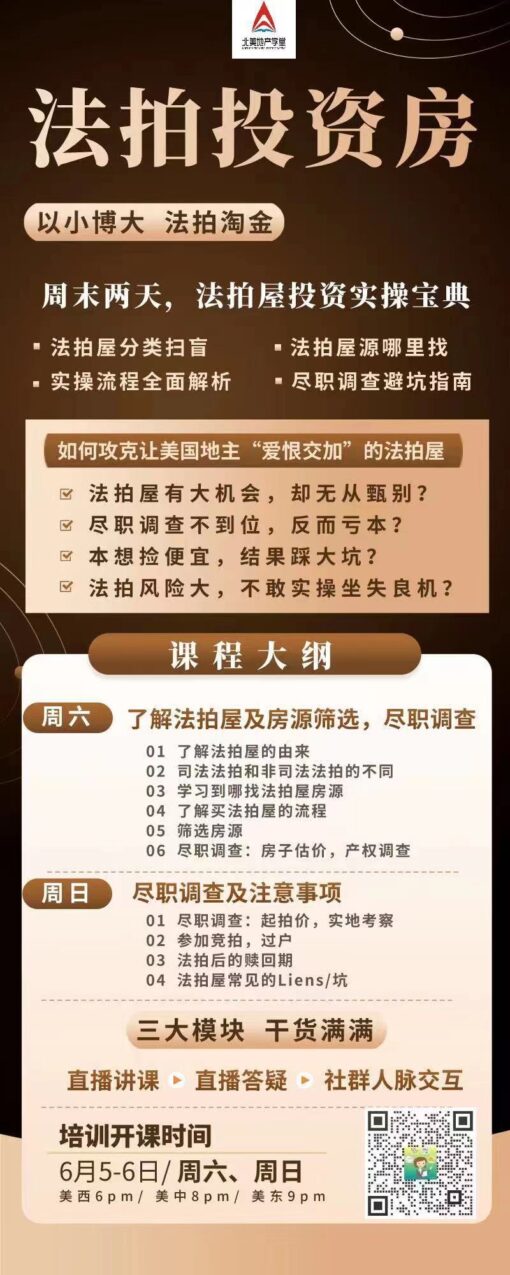 北美地产学堂
法拍投资房
以小博大 法拍淘金
周末两天，法拍屋投资实操宝典
▪ 法拍屋分类扫盲
▪ 法拍屋源哪里找
▪ 实操流程全面解析
▪ 尽职调查避坑指南
如何攻克让美国地主“爱恨交加”的法拍屋
法拍屋有大机会，却无从甄别？
尽职调查不到位，反而亏本？
本想捡便宜，结果踩大坑？
法拍风险大，不敢实操坐失良机？
课程大纲
周六 了解法拍屋及房源筛选，尽职调查
01 了解法拍屋的由来
02 司法法拍和非司法法拍的不同
03 学习到哪找法拍屋房源
04 了解买法拍屋的流程
05 筛选房源
06 尽职调查：房子估价，产权调查
周日 尽职调查及注意事项
01 尽职调查：起拍价，实地考察
02 参加竞拍，过户
03 法拍后的赎回期
04 法拍屋常见的Liens/坑
三大模块 干货满满
直播讲课 直播答疑 社群人脉交互
培训开课时间
6月5-6日/ 周六、周日
美西6pm/ 美中8pm/ 美东9pm